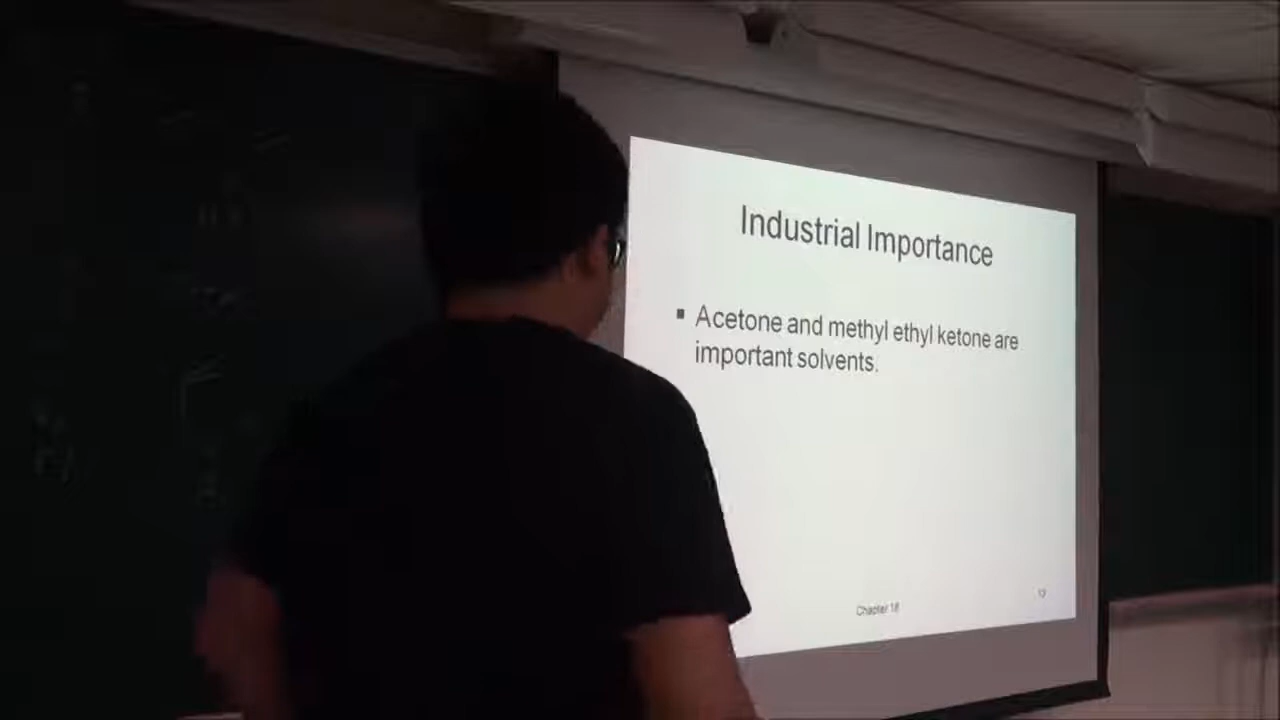 Industrial Importance
▪ Acetone and methyl ethyl ketone are
important solvents.
Chapter 18